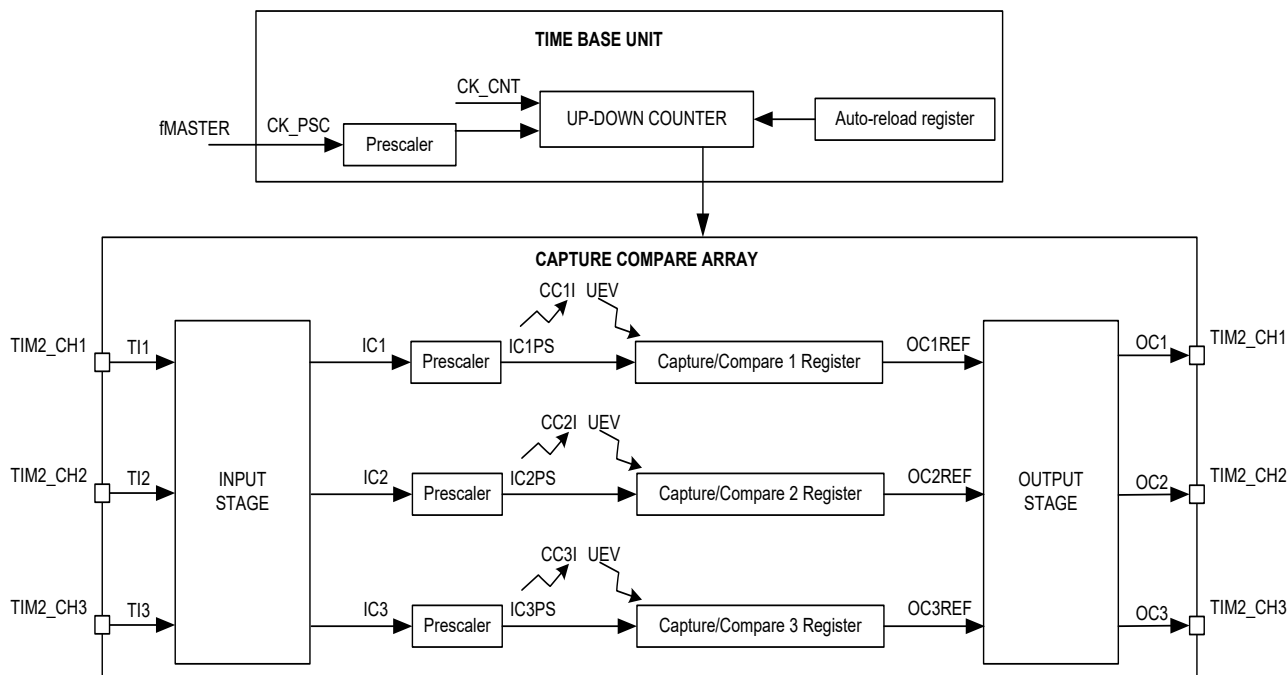 TIME BASE UNIT
CK_CNT
fMASTER
CK_PSC
Prescaler
UP-DOWN COUNTER
Auto-reload register
CAPTURE COMPARE ARRAY
CC1I UEV
TIM2_CH1
TI1
IC1
Prescaler
IC1PS
Capture/Compare 1 Register
OC1REF
OC1
TIM2_CH1
CC2I UEV
TIM2_CH2
TI2
INPUT
STAGE
IC2
Prescaler
IC2PS
Capture/Compare 2 Register
OC2REF
OUTPUT
STAGE
OC2
TIM2_CH2
CC3I UEV
TIM2_CH3
TI3
IC3
Prescaler
IC3PS
Capture/Compare 3 Register
OC3REF
OC3
TIM2_CH3